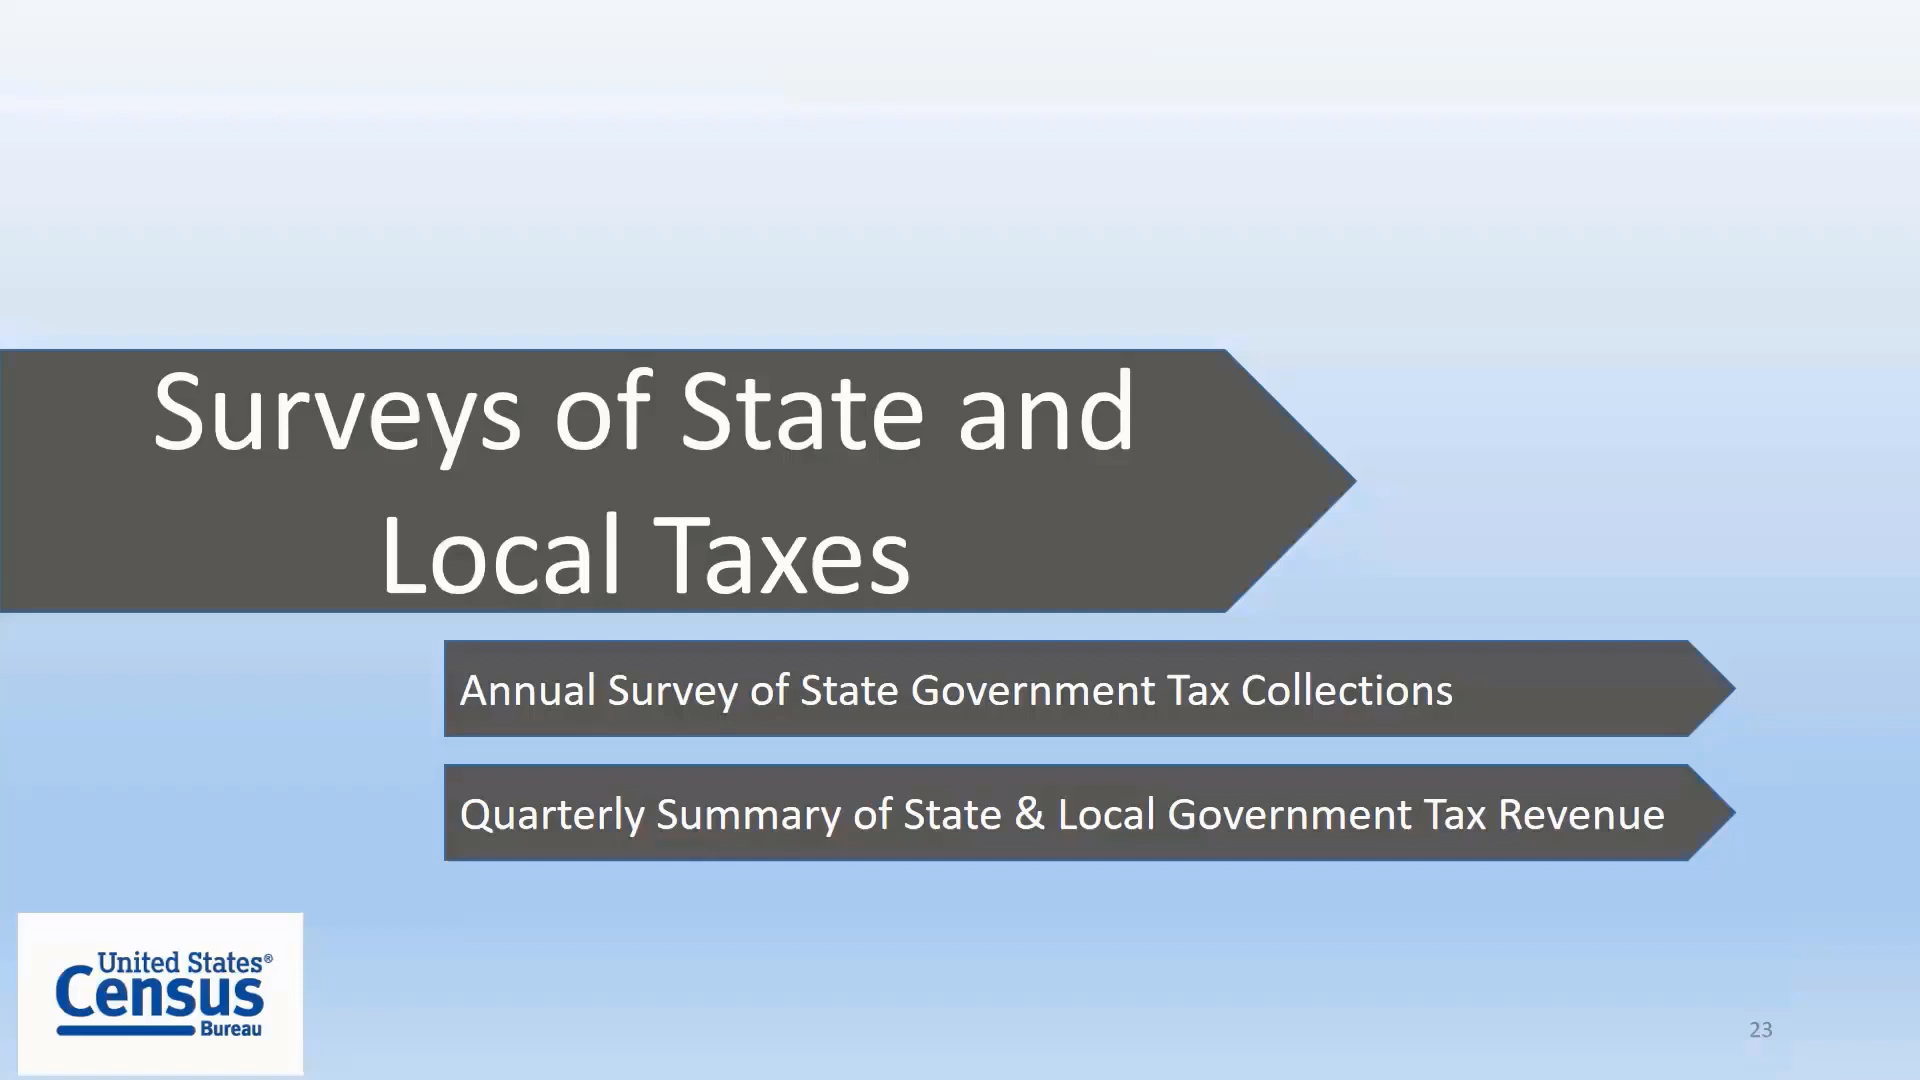 Surveys of State and
Local Taxes
Annual Survey of State Government Tax Collections
Quarterly Summary of State & Local Government Tax Revenue
United States®
Census
Bureau
23